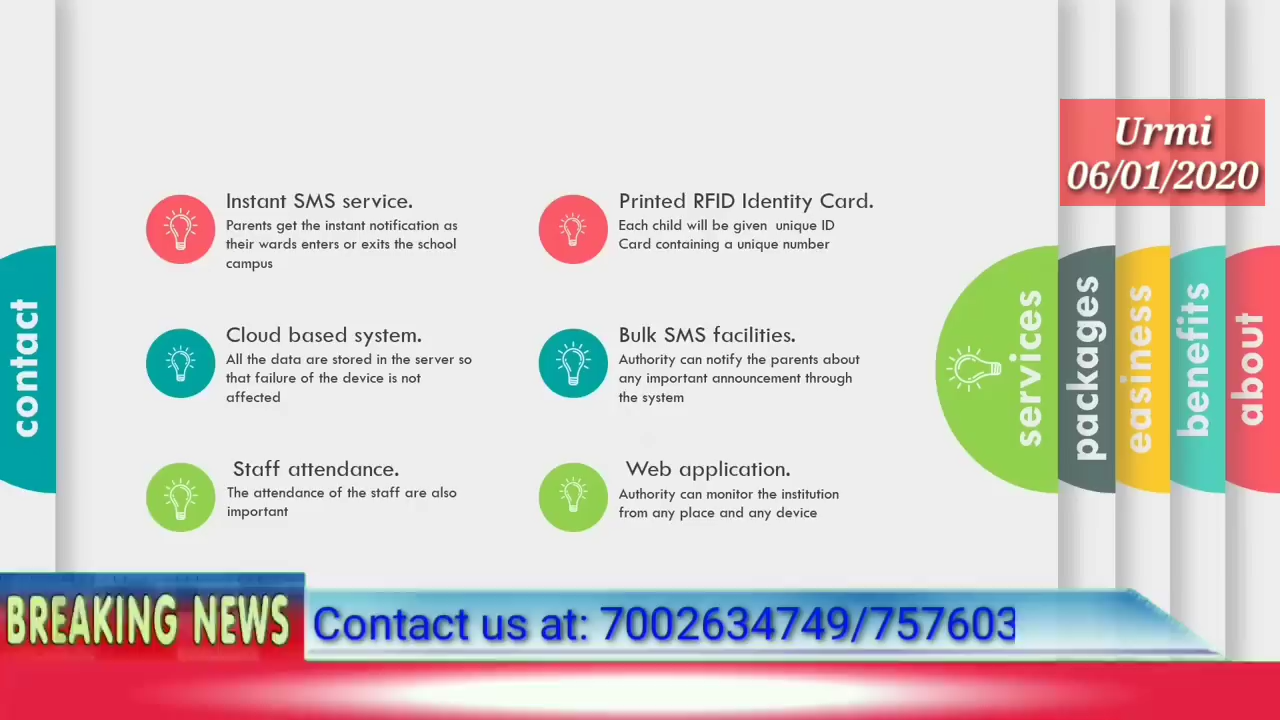 Urmi
06/01/2020
Instant SMS service.
Parents get the instant notification as
their wards enters or exits the school
campus
Printed RFID Identity Card.
Each child will be given unique ID
Card containing a unique number
Cloud based system.
All the data are stored in the server so
that failure of the device is not
affected
Bulk SMS facilities.
Authority can notify the parents about
any important announcement through
the system
Staff attendance.
The attendance of the staff are also
important
Web application.
Authority can monitor the institution
from any place and any device
contact
services
packages
easiness
benefits
about
BREAKING NEWS
Contact us at: 7002634749/757603